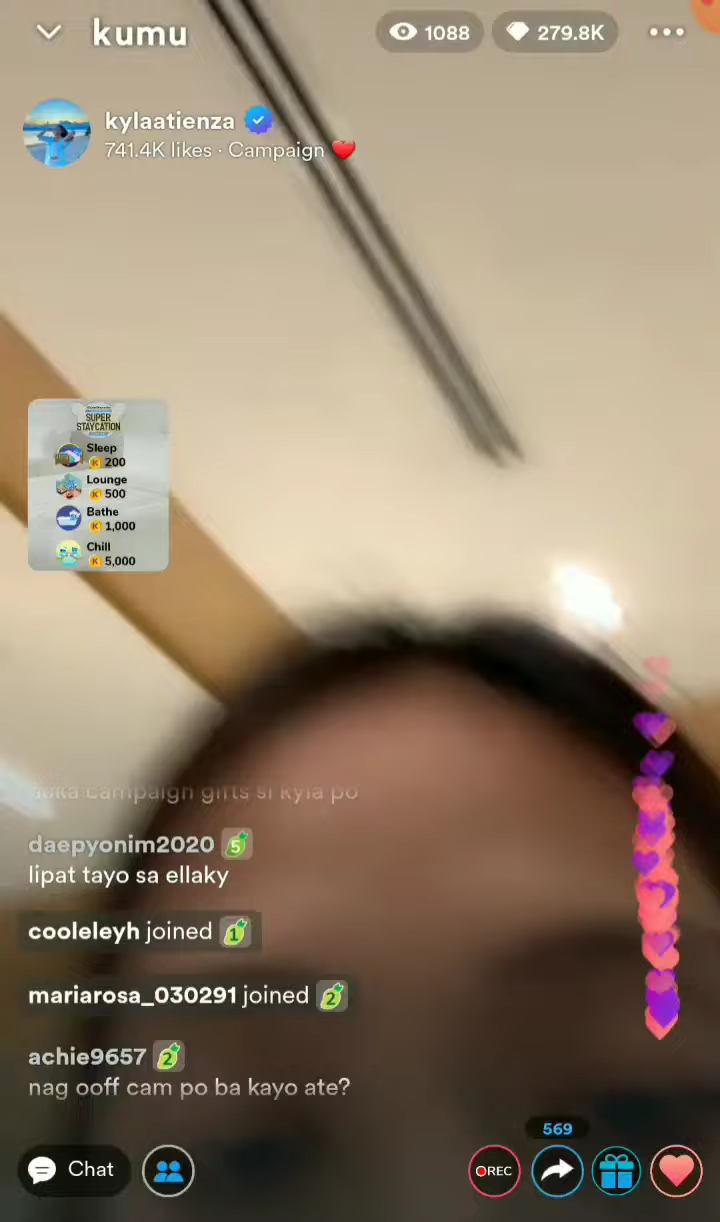 kumu
1088
279.8K
kylaatienza
741.4K likes · Campaign
SUPER
STAYCATION
Sleep
K 200
Lounge
K 500
Bathe
K 1,000
Chill
K 5,000
campaign gifts si kyla po
daepyonim2020 5
lipat tayo sa ellaky
cooleleyh joined 1
mariarosa_030291 joined 2
achie9657 2
nag ooff cam po ba kayo ate?
569
Chat
REC